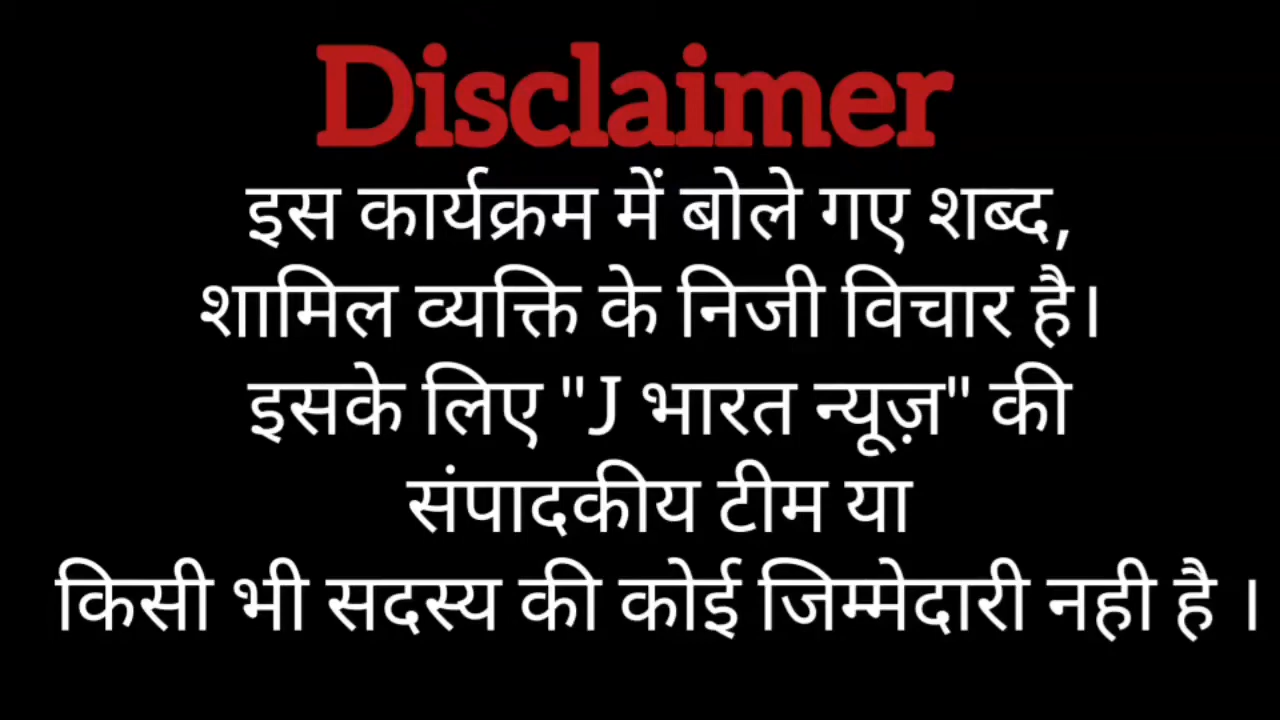 Disclaimer
इस कार्यक्रम में बोले गए शब्द,
शामिल व्यक्ति के निजी विचार है।
इसके लिए "J भारत न्यूज़" की
संपादकीय टीम या
किसी भी सदस्य की कोई जिम्मेदारी नही है ।